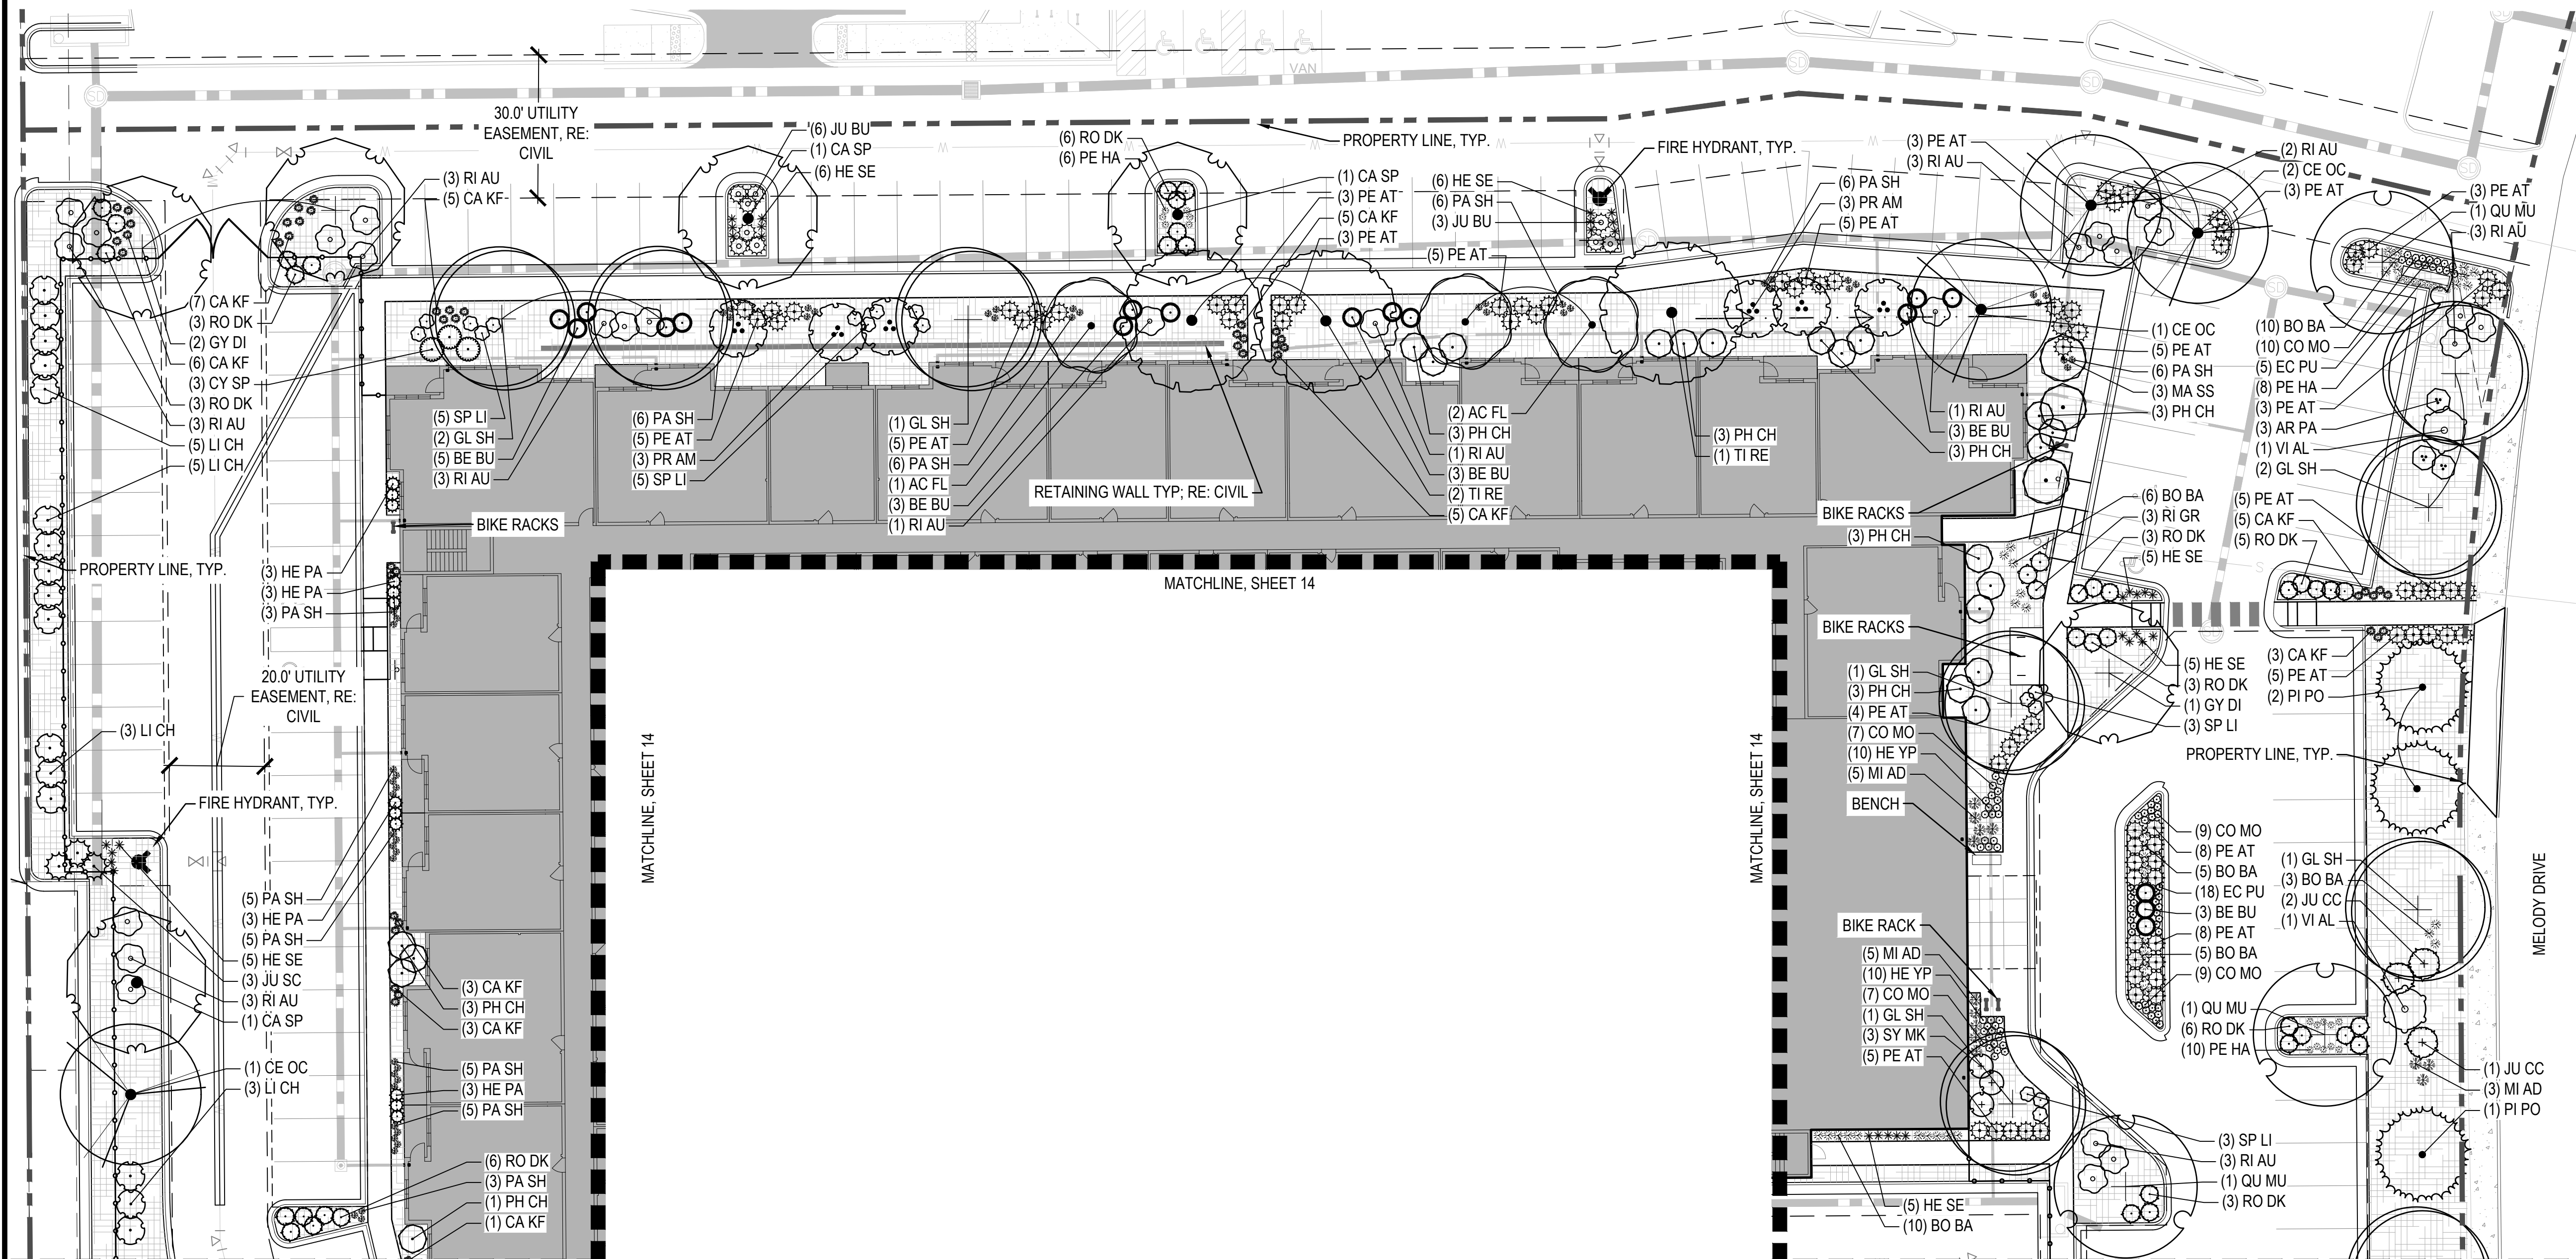 VAN
SD
SD
SD
SD
SD
SD
30.0' UTILITY
EASEMENT, RE:
CIVIL
(6) JU BU
(1) CA SP
(6) HE SE
(6) RO DK
(6) PE HA
PROPERTY LINE, TYP.
(1) CA SP
(3) PE AT
(5) CA KF
(3) PE AT
(6) HE SE
(6) PA SH
(3) JU BU
(5) PE AT
FIRE HYDRANT, TYP.
(6) PA SH
(3) PR AM
(5) PE AT
(3) PE AT
(3) RI AU
(2) RI AU
(2) CE OC
(3) PE AT
(3) PE AT
(1) QU MU
(3) RI AU
(3) RI AU
(5) CA KF
(7) CA KF
(3) RO DK
(2) GY DI
(6) CA KF
(3) CY SP
(3) RO DK
(3) RI AU
(5) LI CH
(5) LI CH
(5) SP LI
(2) GL SH
(5) BE BU
(3) RI AU
(6) PA SH
(5) PE AT
(3) PR AM
(5) SP LI
(1) GL SH
(5) PE AT
(6) PA SH
(1) AC FL
(3) BE BU
(1) RI AU
RETAINING WALL TYP; RE: CIVIL
(2) AC FL
(3) PH CH
(1) RI AU
(3) BE BU
(2) TI RE
(5) CA KF
(3) PH CH
(1) TI RE
(1) RI AU
(3) BE BU
(3) PH CH
(1) CE OC
(5) PE AT
(6) PA SH
(3) MA SS
(3) PH CH
(10) BO BA
(10) CO MO
(5) EC PU
(8) PE HA
(3) PE AT
(3) AR PA
(1) VI AL
(2) GL SH
(5) PE AT
(5) CA KF
(5) RO DK
BIKE RACKS
BIKE RACKS
(3) PH CH
(6) BO BA
(3) RI GR
(3) RO DK
(5) HE SE
PROPERTY LINE, TYP.
(3) HE PA
(3) HE PA
(3) PA SH
MATCHLINE, SHEET 14
BIKE RACKS
20.0' UTILITY
EASEMENT, RE:
CIVIL
(3) LI CH
FIRE HYDRANT, TYP.
MATCHLINE, SHEET 14
MATCHLINE, SHEET 14
(1) GL SH
(3) PH CH
(4) PE AT
(7) CO MO
(10) HE YP
(5) MI AD
BENCH
(5) HE SE
(3) RO DK
(1) GY DI
(3) SP LI
(3) CA KF
(5) PE AT
(2) PI PO
PROPERTY LINE, TYP.
(9) CO MO
(8) PE AT
(5) BO BA
(18) EC PU
(3) BE BU
(8) PE AT
(5) BO BA
(9) CO MO
(1) GL SH
(3) BO BA
(2) JU CC
(1) VI AL
MELODY DRIVE
(5) PA SH
(3) HE PA
(5) PA SH
(5) HE SE
(3) JU SC
(3) RI AU
(1) CA SP
(3) CA KF
(3) PH CH
(3) CA KF
(1) CE OC
(3) LI CH
(5) PA SH
(3) HE PA
(5) PA SH
(6) RO DK
(3) PA SH
(1) PH CH
(1) CA KF
BIKE RACK
(5) MI AD
(10) HE YP
(7) CO MO
(1) GL SH
(3) SY MK
(5) PE AT
(1) QU MU
(6) RO DK
(10) PE HA
(1) JU CC
(3) MI AD
(1) PI PO
(3) SP LI
(3) RI AU
(1) QU MU
(3) RO DK
(5) HE SE
(10) BO BA